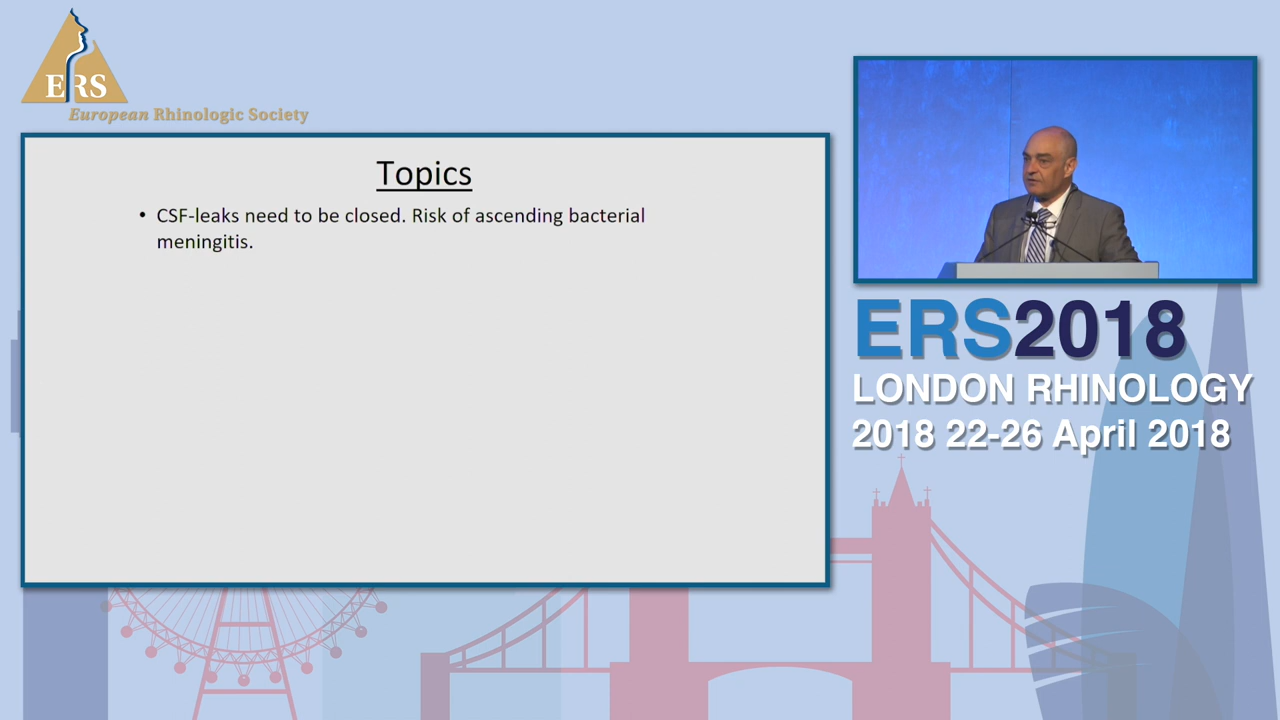 ERS
European Rhinologic Society
Topics
• CSF-leaks need to be closed. Risk of ascending bacterial
meningitis.
ERS2018
LONDON RHINOLOGY
2018 22-26 April 2018